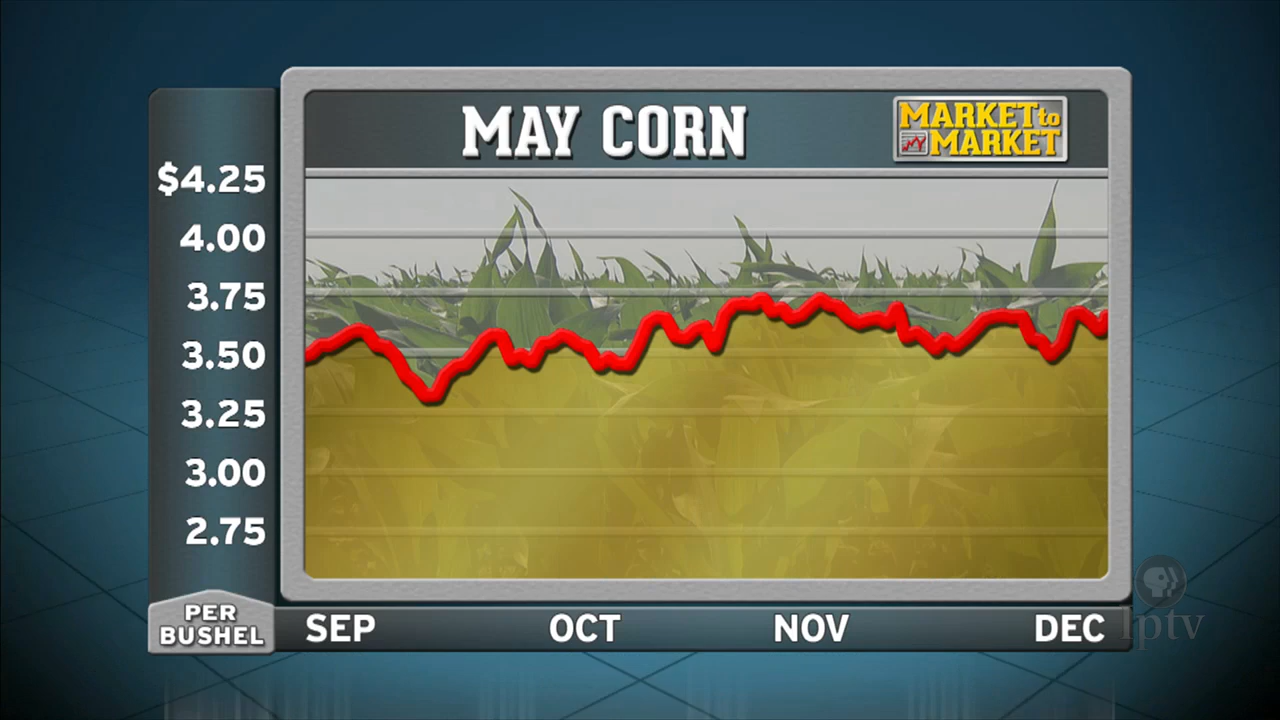 MAY CORN
MARKET to
MARKET
$4.25
4.00
3.75
3.50
3.25
3.00
2.75
PER
BUSHEL
SEP OCT NOV DEC
iptv